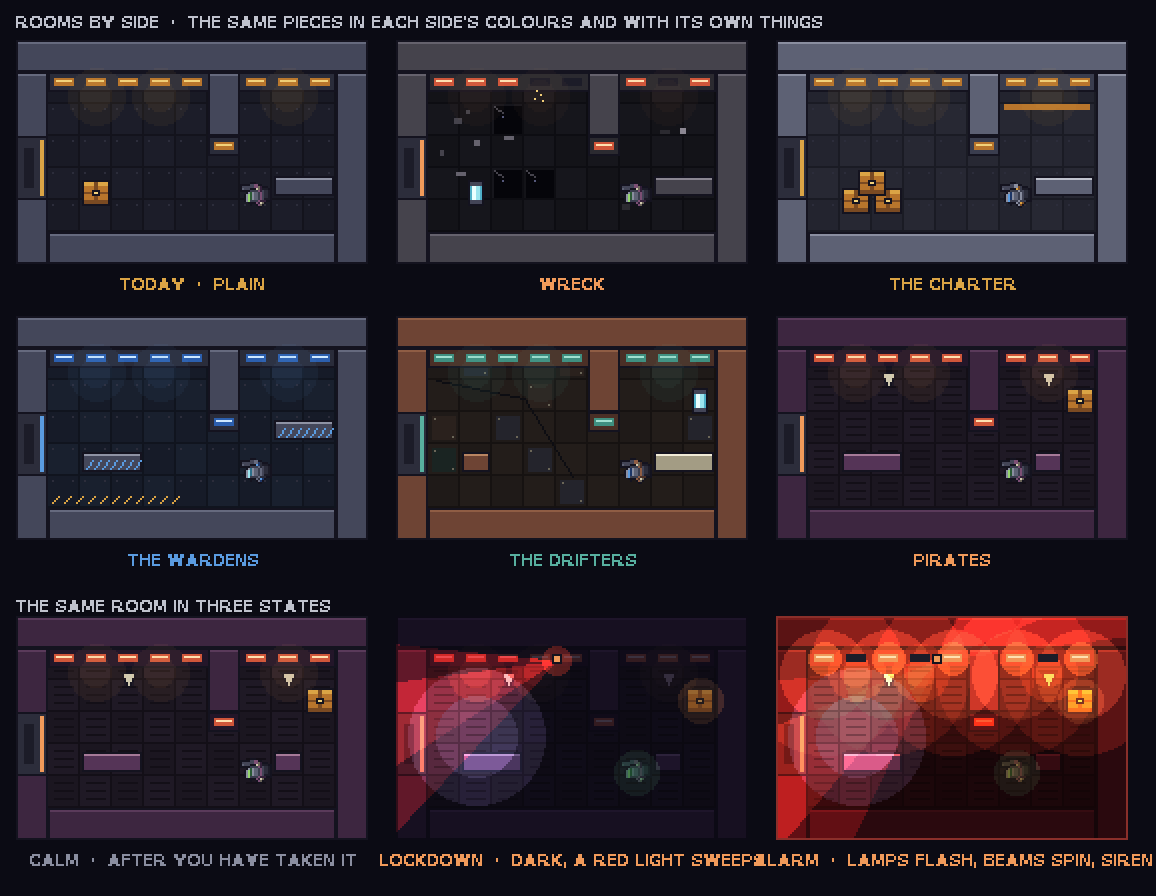 ROOMS BY SIDE · THE SAME PIECES IN EACH SIDE'S COLOURS AND WITH ITS OWN THINGS
TODAY · PLAIN
WRECK
THE CHARTER
THE WARDENS
THE DRIFTERS
PIRATES
THE SAME ROOM IN THREE STATES
CALM · AFTER YOU HAVE TAKEN IT
LOCKDOWN · DARK, A RED LIGHT SWEEPS
ALARM · LAMPS FLASH, BEAMS SPIN, SIREN